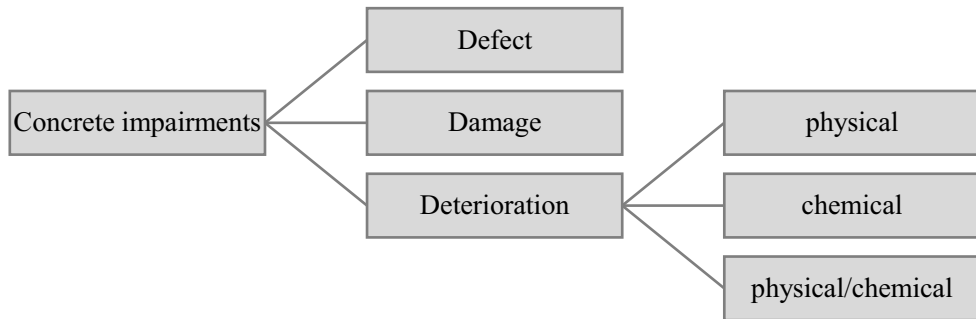 Concrete impairments
Defect
Damage
Deterioration
physical
chemical
physical/chemical